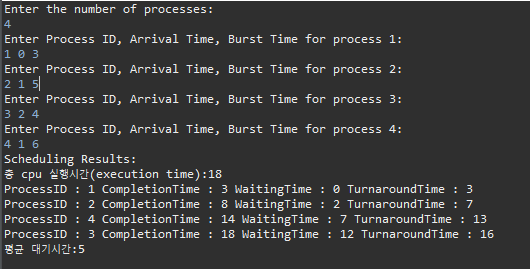 Enter the number of processes:
4
Enter Process ID, Arrival Time, Burst Time for process 1:
1 0 3
Enter Process ID, Arrival Time, Burst Time for process 2:
2 1 5
Enter Process ID, Arrival Time, Burst Time for process 3:
3 2 4
Enter Process ID, Arrival Time, Burst Time for process 4:
4 1 6
Scheduling Results:
총 cpu 실행시간(execution time):18
ProcessID : 1 CompletionTime : 3 WaitingTime : 0 TurnaroundTime : 3
ProcessID : 2 CompletionTime : 8 WaitingTime : 2 TurnaroundTime : 7
ProcessID : 4 CompletionTime : 14 WaitingTime : 7 TurnaroundTime : 13
ProcessID : 3 CompletionTime : 18 WaitingTime : 12 TurnaroundTime : 16
평균 대기시간:5